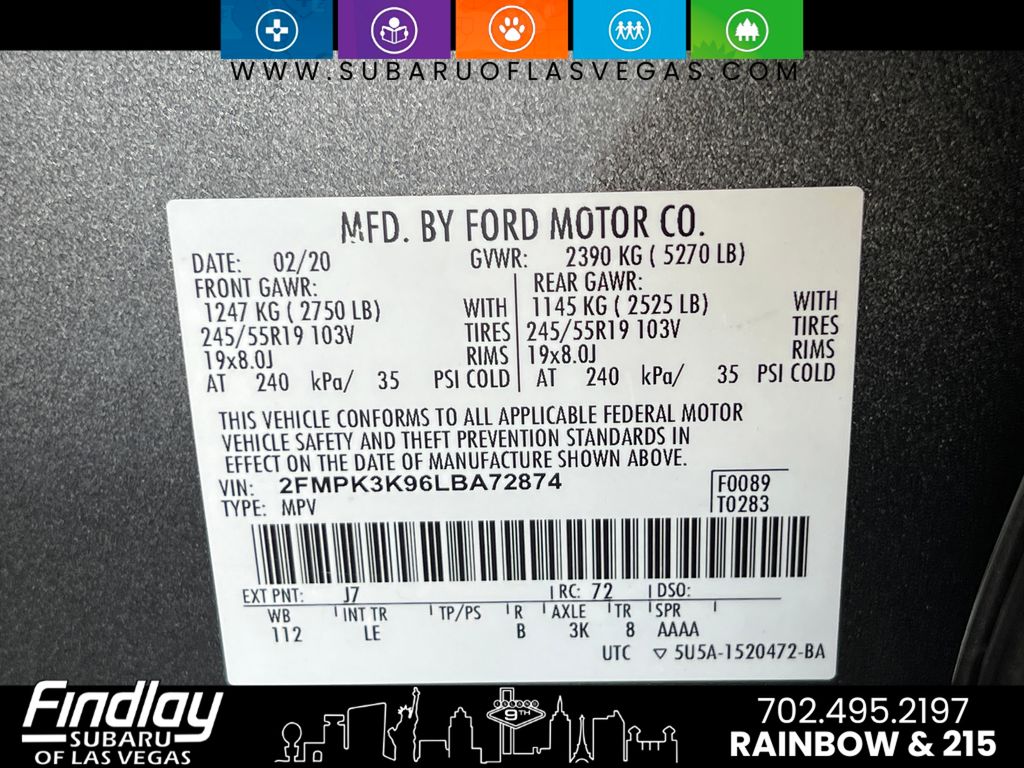 WWW.SUBARUOFLASVEGAS.COM
MFD. BY FORD MOTOR CO.
DATE: 02/20 GVWR: 2390 KG ( 5270 LB)
FRONT GAWR: REAR GAWR:
1247 KG ( 2750 LB) WITH 1145 KG ( 2525 LB) WITH
245/55R19 103V TIRES 245/55R19 103V TIRES
19x8.0J RIMS 19x8.0J RIMS
AT 240 kPa/ 35 PSI COLD AT 240 kPa/ 35 PSI COLD
THIS VEHICLE CONFORMS TO ALL APPLICABLE FEDERAL MOTOR
VEHICLE SAFETY AND THEFT PREVENTION STANDARDS IN
EFFECT ON THE DATE OF MANUFACTURE SHOWN ABOVE.
VIN: 2FMPK3K96LBA72874 F0089
TYPE: MPV T0283
EXT PNT: J7 RC: 72 DSO:
WB INT TR TP/PS R AXLE TR SPR
112 LE B 3K 8 AAAA
UTC ▽ 5U5A-1520472-BA
Findlay
SUBARU
OF LAS VEGAS
9TH
702.495.2197
RAINBOW & 215